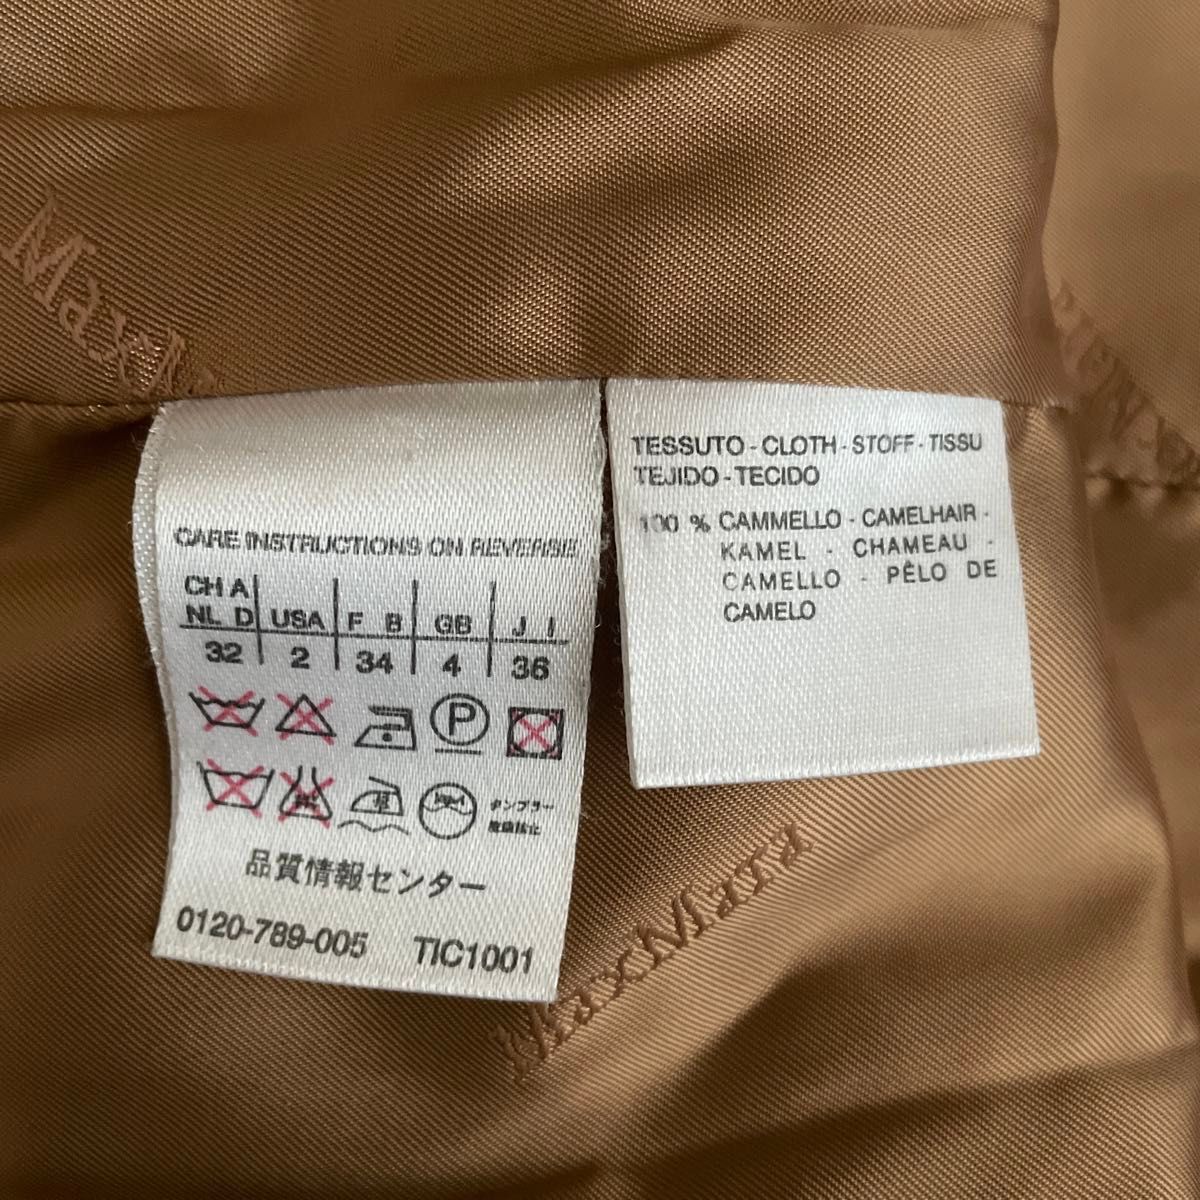 MaxM
CARE INSTRUCTIONS ON REVERSE
CH A
NL D USA F B GB J I
32 2 34 4 36
P
タンブラー
乾燥禁止
品質情報センター
0120-789-005 TIC1001
TESSUTO - CLOTH - STOFF - TISSU
TEJIDO - TECIDO
100 % CAMMELLO - CAMELHAIR -
KAMEL - CHAMEAU -
CAMELLO - PÊLO DE
CAMELO
MaxMara